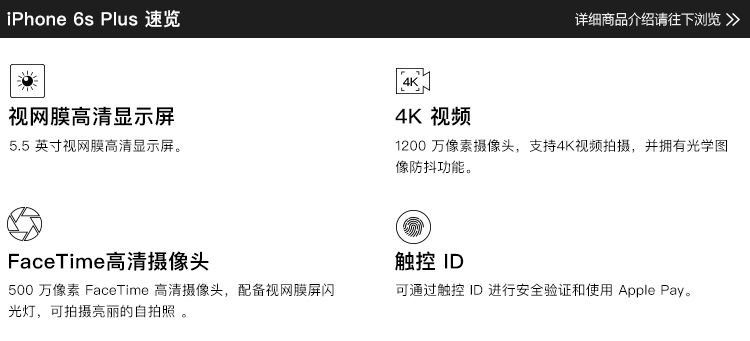 iPhone 6s Plus 速览
详细商品介绍请往下浏览
视网膜高清显示屏
5.5 英寸视网膜高清显示屏。
4K
4K 视频
1200 万像素摄像头，支持4K视频拍摄，并拥有光学图
像防抖功能。
FaceTime高清摄像头
500 万像素 FaceTime 高清摄像头，配备视网膜屏闪
光灯，可拍摄亮丽的自拍照 。
触控 ID
可通过触控 ID 进行安全验证和使用 Apple Pay。